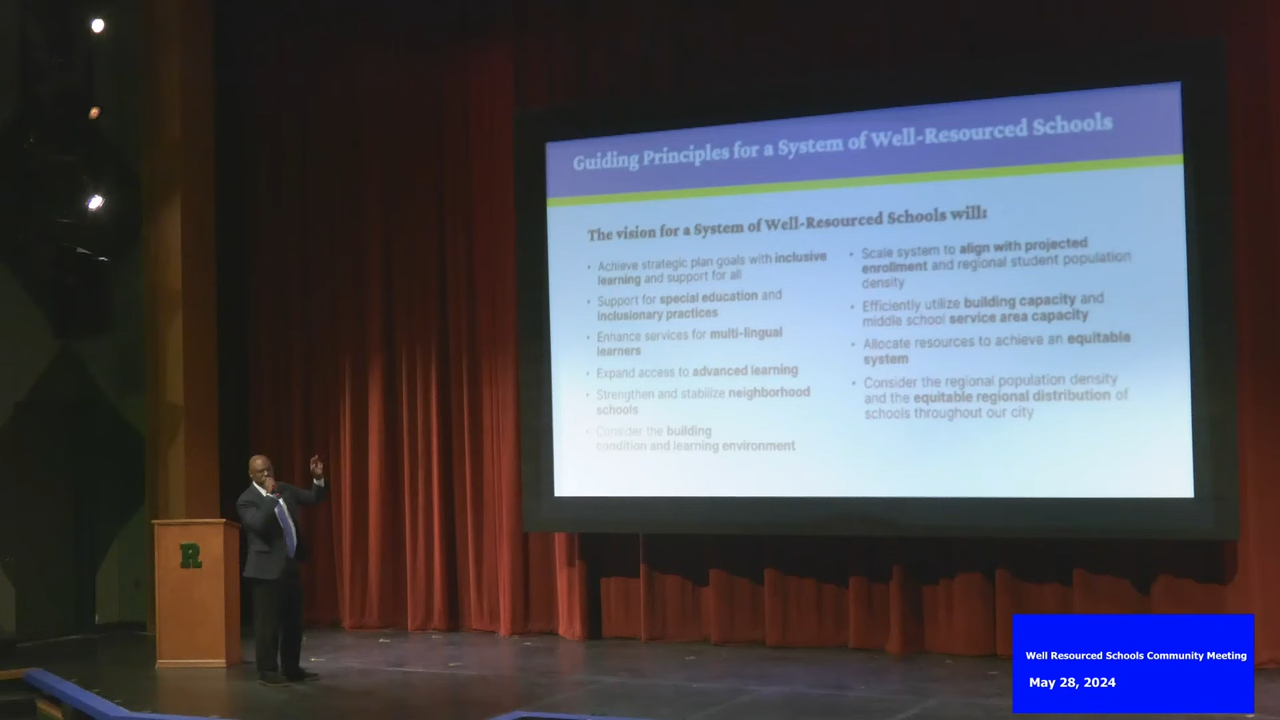 Guiding Principles for a System of Well-Resourced Schools
The vision for a System of Well-Resourced Schools will:
• Achieve strategic plan goals with inclusive
learning and support for all
• Support for special education and
inclusionary practices
• Enhance services for multi-lingual
learners
• Expand access to advanced learning
• Strengthen and stabilize neighborhood
schools
• Consider the building
condition and learning environment
• Scale system to align with projected
enrollment and regional student population
density
• Efficiently utilize building capacity and
middle school service area capacity
• Allocate resources to achieve an equitable
system
• Consider the regional population density
and the equitable regional distribution of
schools throughout our city
R
Well Resourced Schools Community Meeting
May 28, 2024